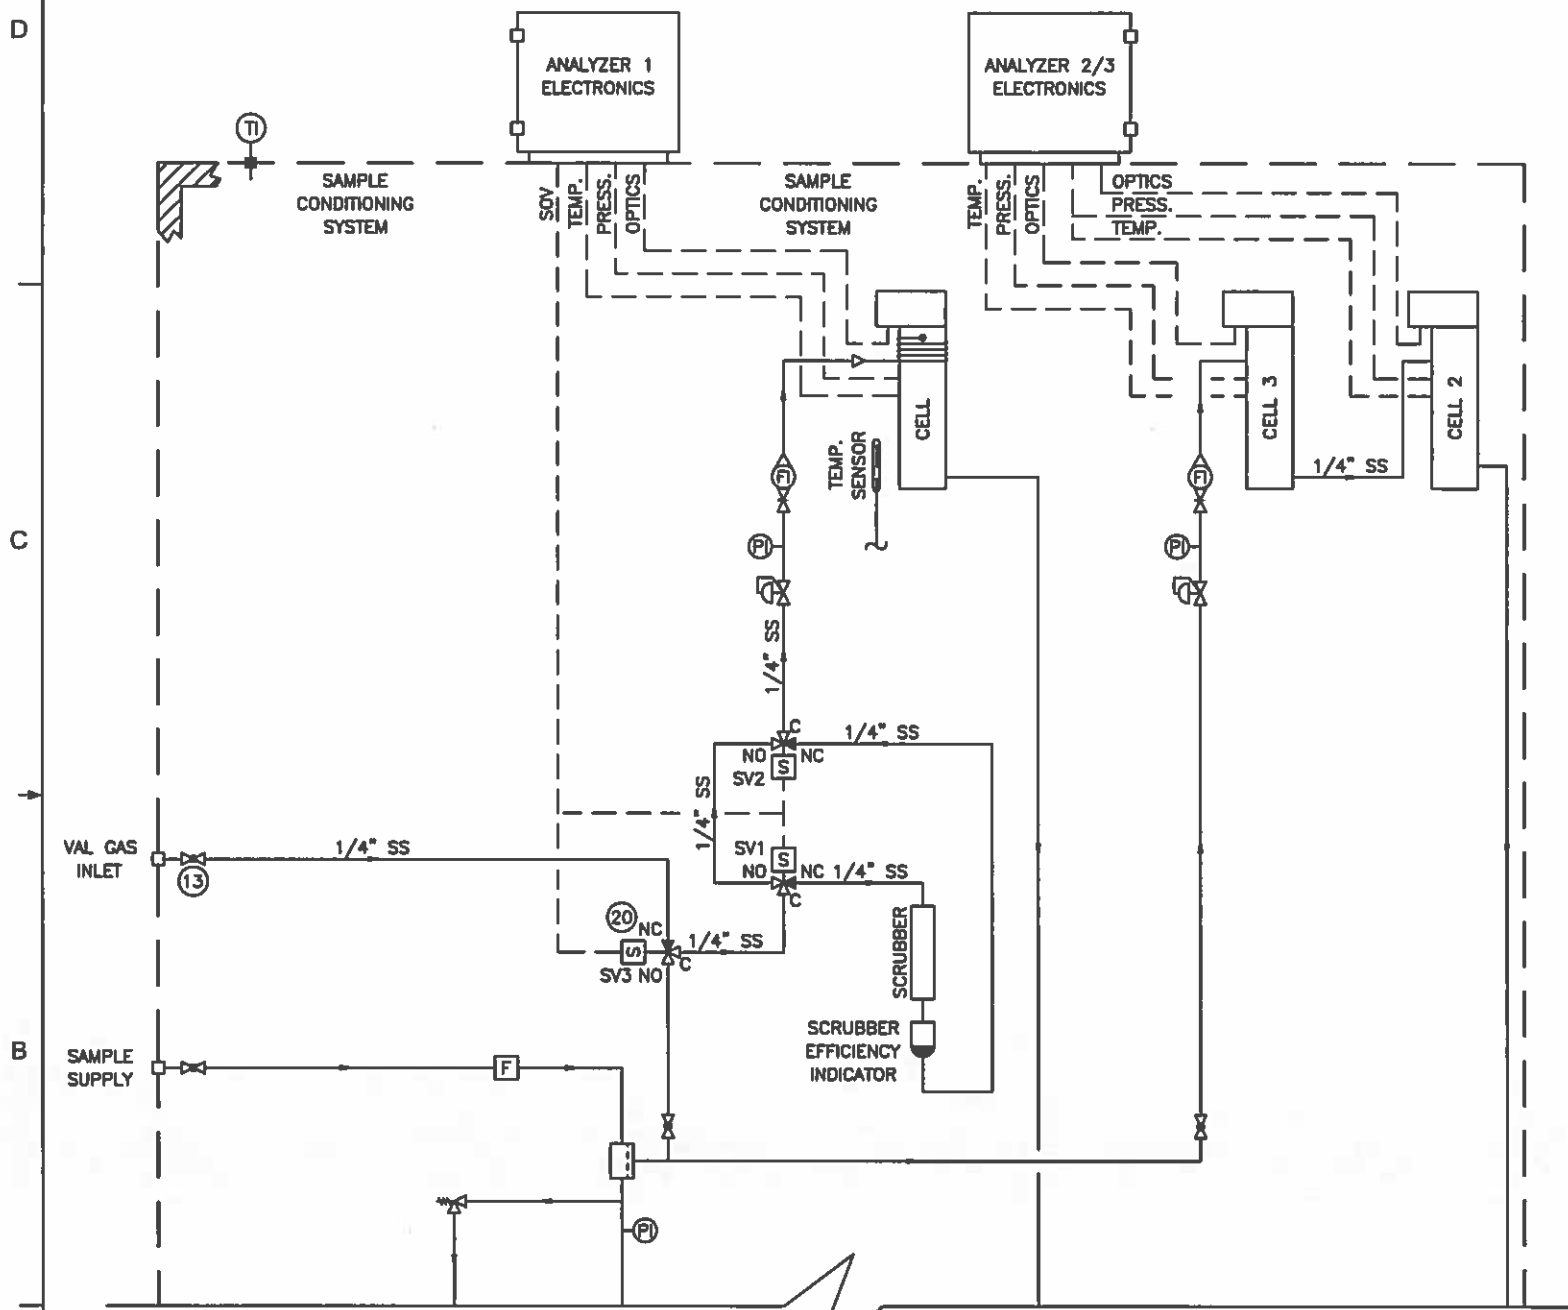 D
ANALYZER 1
ELECTRONICS
ANALYZER 2/3
ELECTRONICS
TI
SAMPLE
CONDITIONING
SYSTEM
SOV
TEMP.
PRESS.
OPTICS
SAMPLE
CONDITIONING
SYSTEM
TEMP.
PRESS.
OPTICS
OPTICS
PRESS.
TEMP.
CELL
CELL 3
CELL 2
TEMP.
SENSOR
FI
FI
1/4" SS
C
PI
PI
1/4" SS
C
1/4" SS
NO
NC
S
SV2
1/4" SS
SV1
S
NO
NC 1/4" SS
C
VAL GAS
INLET
1/4" SS
13
20
NC
S
1/4" SS
SV3 NO
C
SCRUBBER
SCRUBBER
EFFICIENCY
INDICATOR
B
SAMPLE
SUPPLY
F
PI